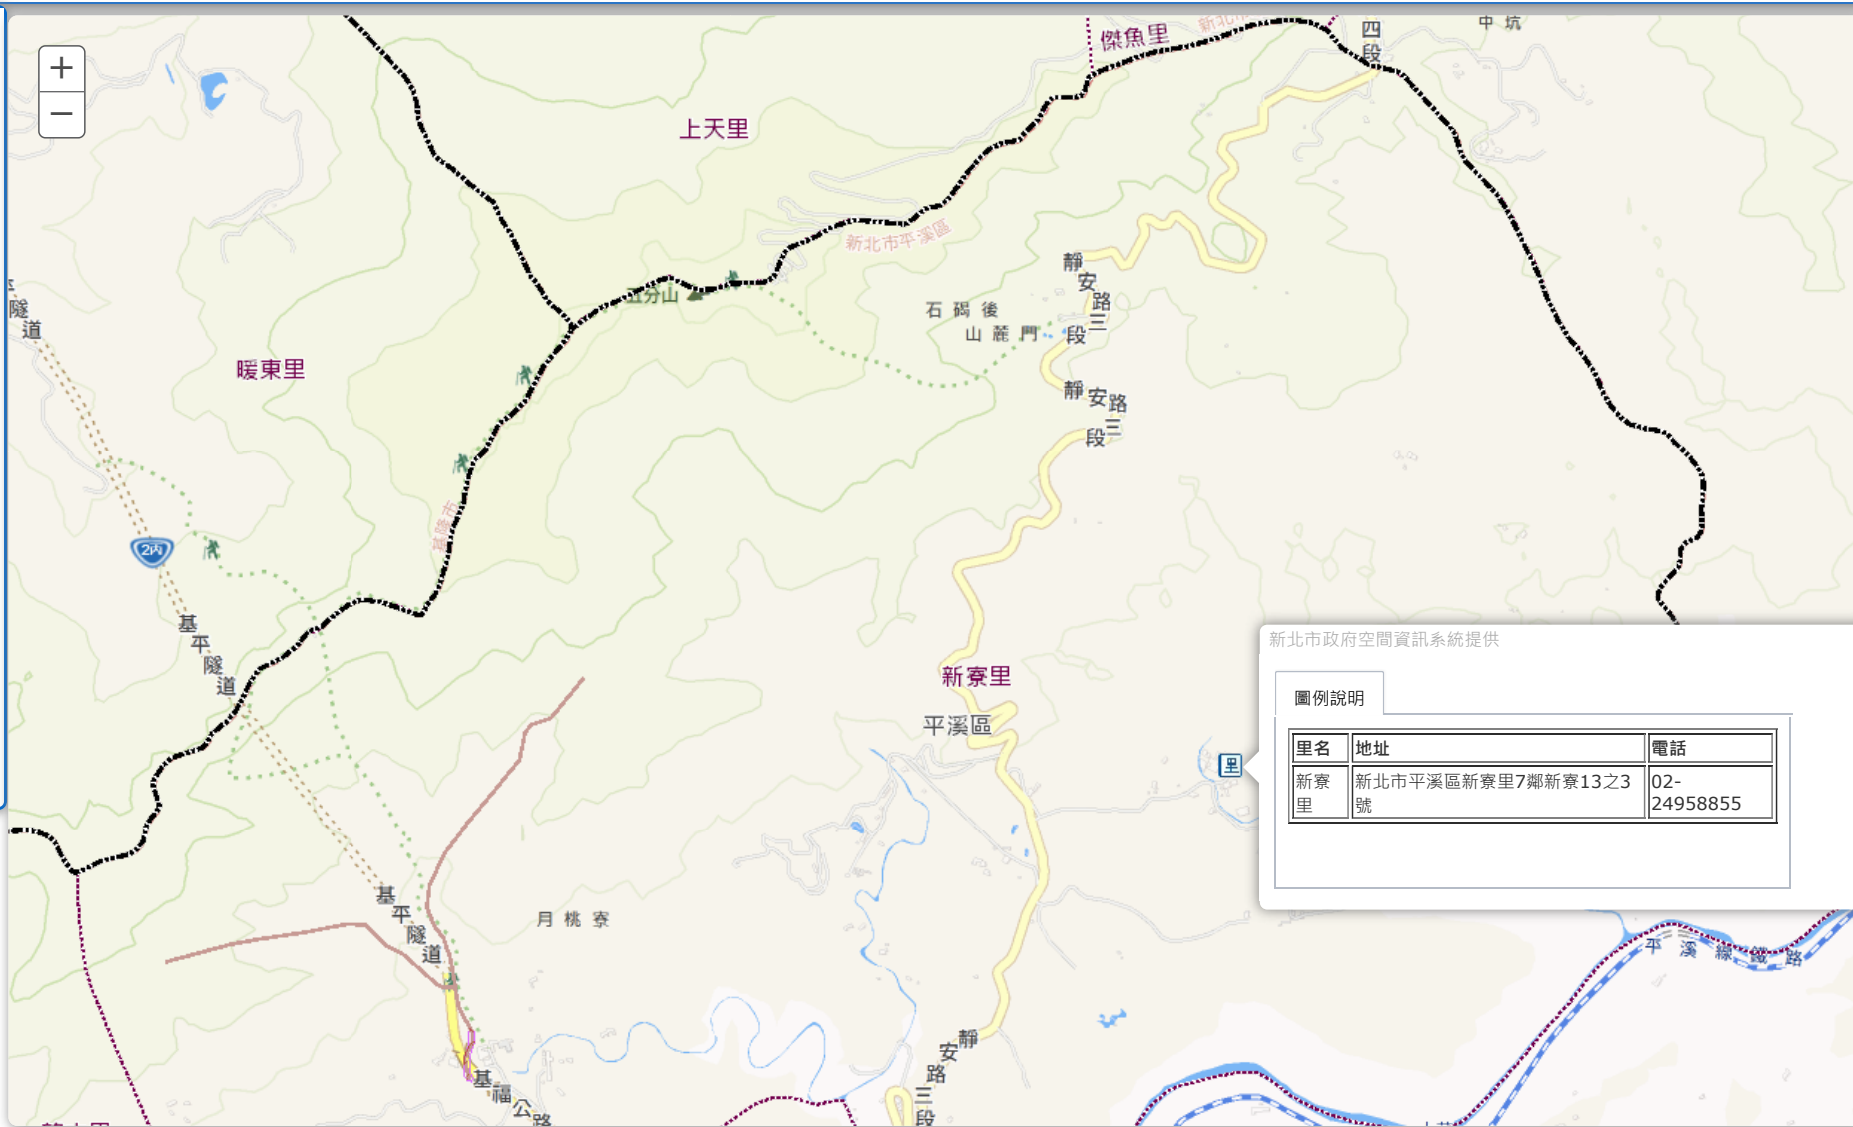 +
−
傑魚里
四段
中坑
上天里
新北市平溪區
五分山
隧道
暖東里
靜安路三段
石碣後
山麓門
靜安路三段
基隆市
2內
基平隧道
新寮里
平溪區
里
新北市政府空間資訊系統提供
圖例說明
里名 地址 電話
新寮里 新北市平溪區新寮里7鄰新寮13之3號 02-24958855
基平隧道
月桃寮
平溪線鐵路
靜安路三段
基福公路